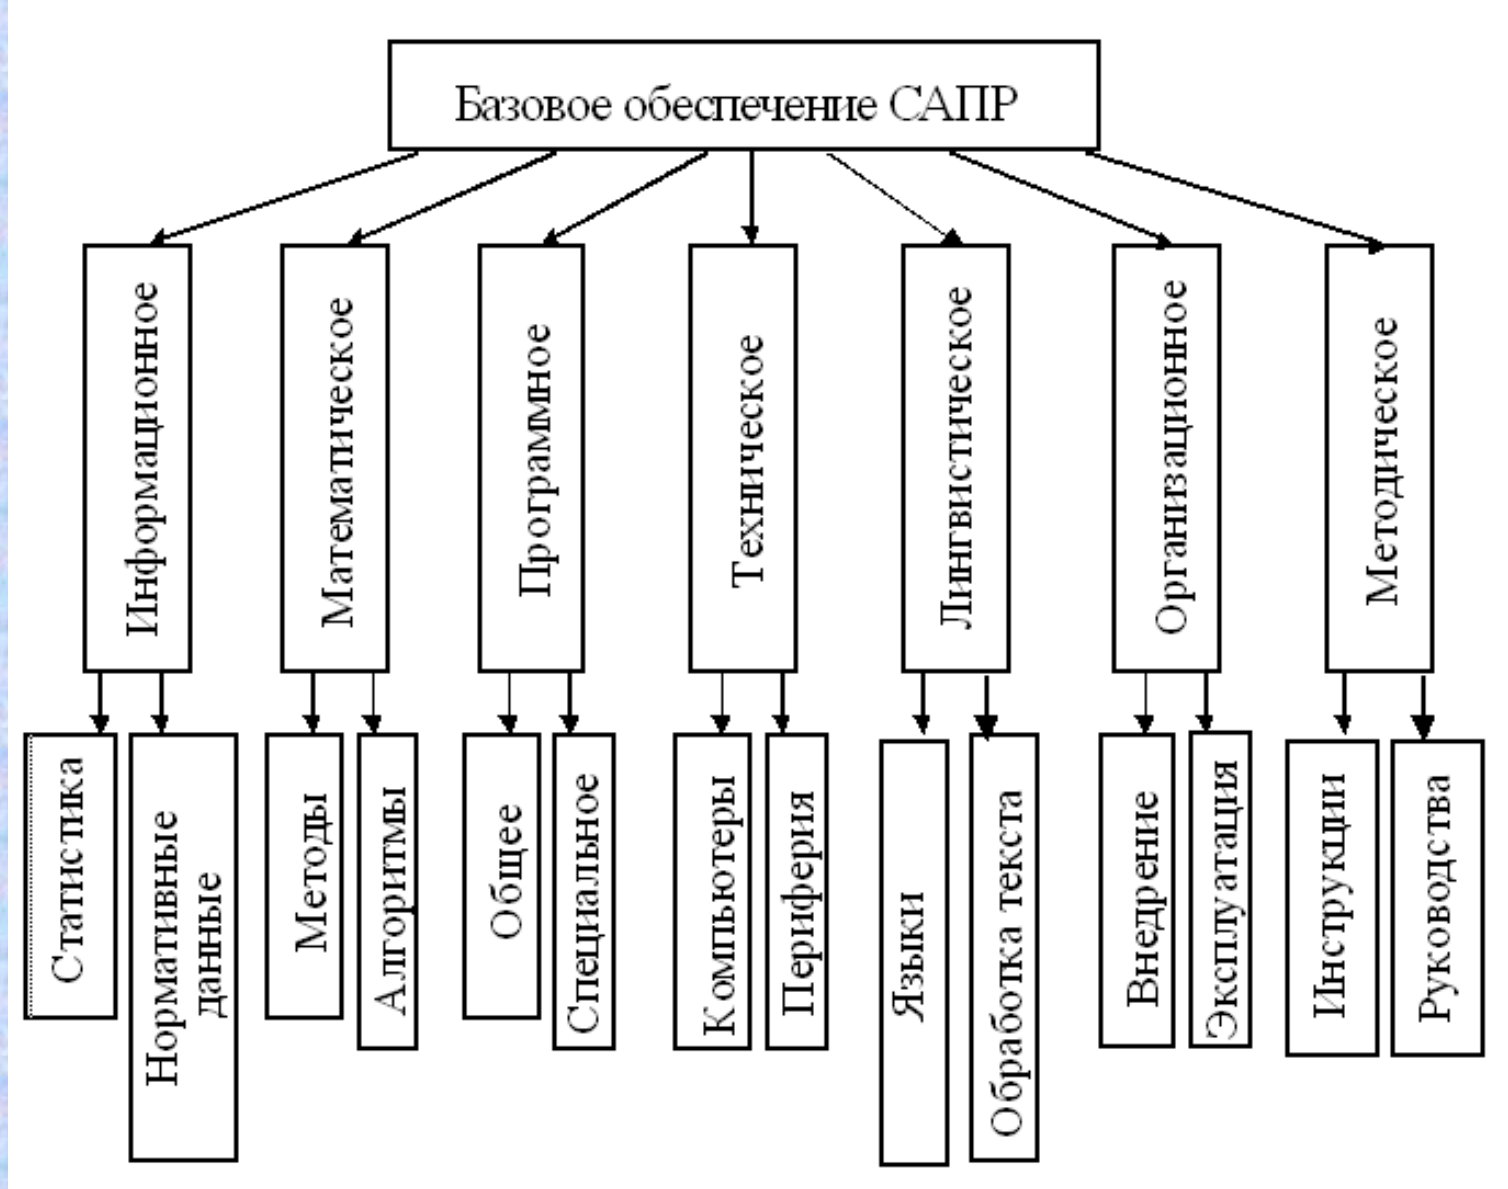 Базовое обеспечение САПР
Информационное
Математическое
Программное
Техническое
Лингвистическое
Организационное
Методическое
Статистика
Нормативные
данные
Методы
Алгоритмы
Общее
Специальное
Компьютеры
Периферия
Языки
Обработка текста
Внедрение
Эксплуатация
Инструкции
Руководства